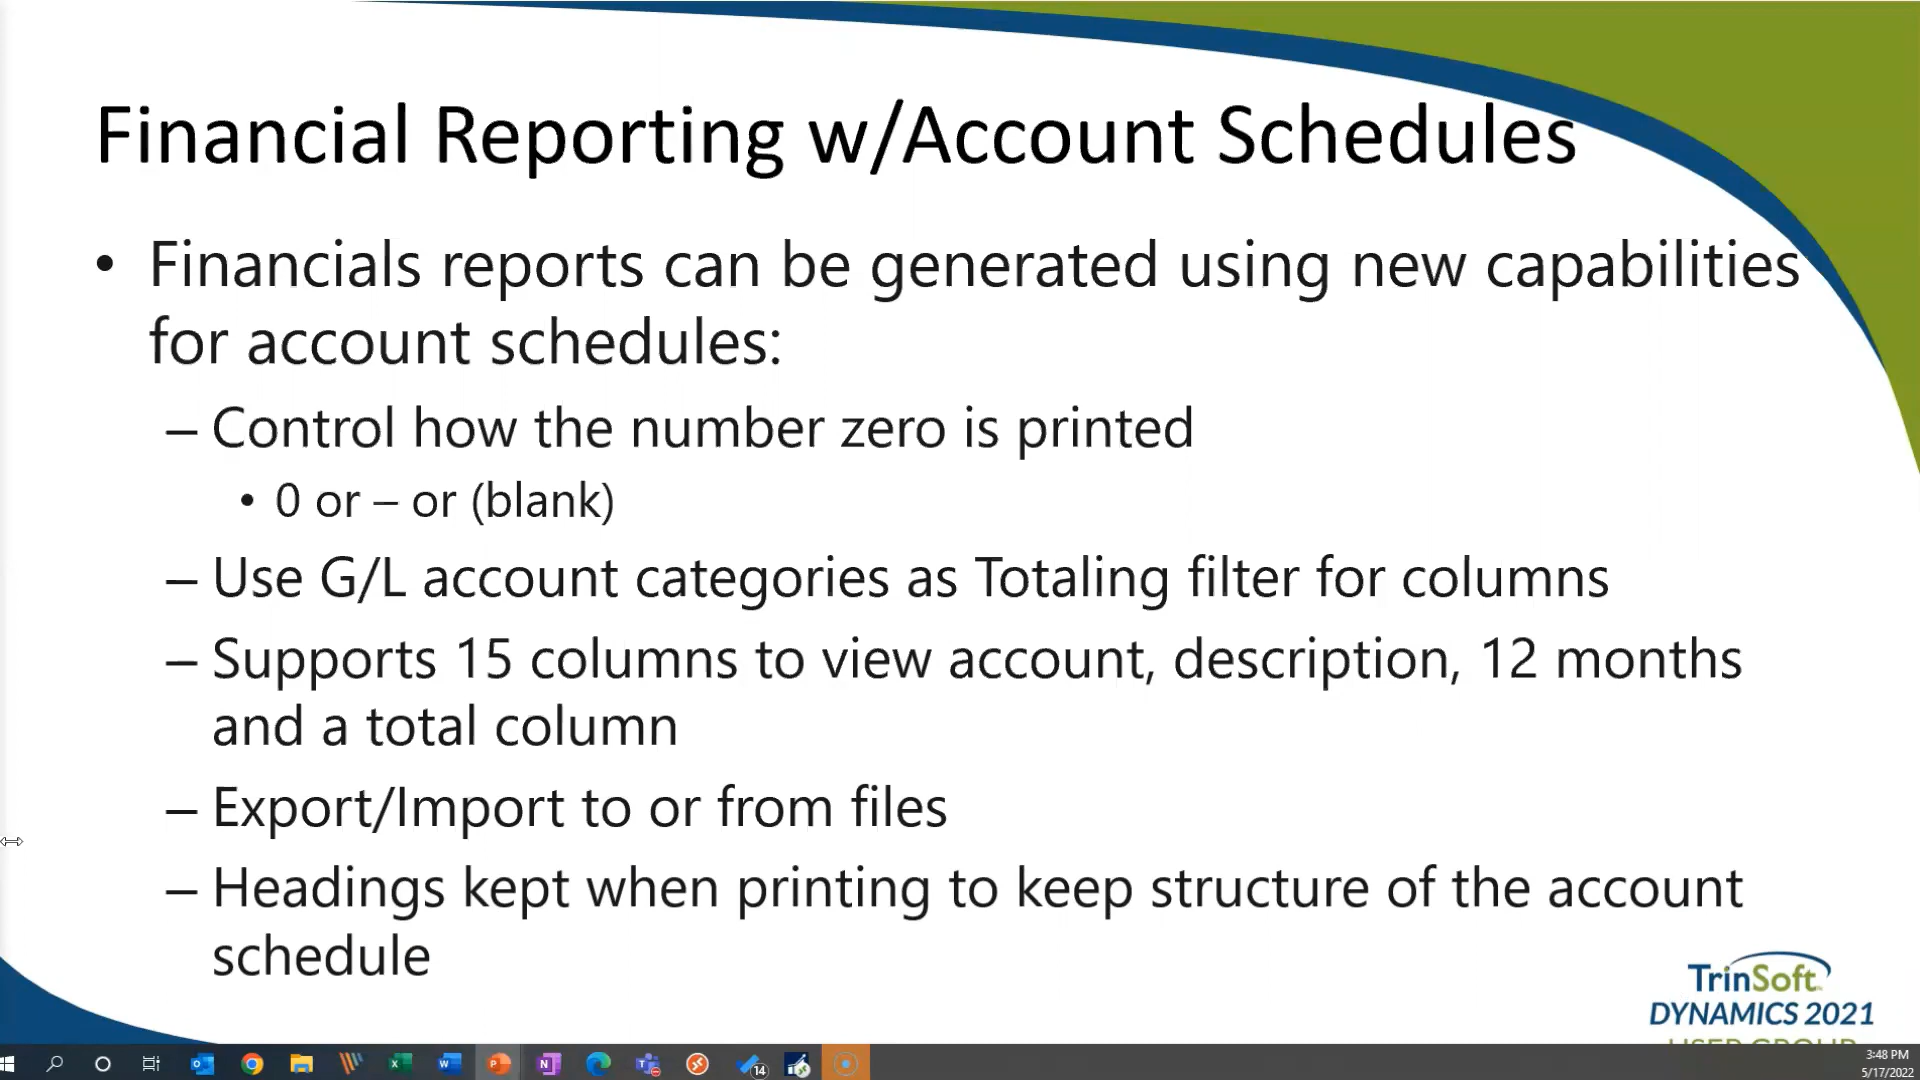 Financial Reporting w/Account Schedules
• Financials reports can be generated using new capabilities
for account schedules:
– Control how the number zero is printed
• 0 or – or (blank)
– Use G/L account categories as Totaling filter for columns
– Supports 15 columns to view account, description, 12 months
and a total column
– Export/Import to or from files
– Headings kept when printing to keep structure of the account
schedule
TrinSoft
DYNAMICS 2021
USER GROUP
14
3:48 PM
5/17/2022